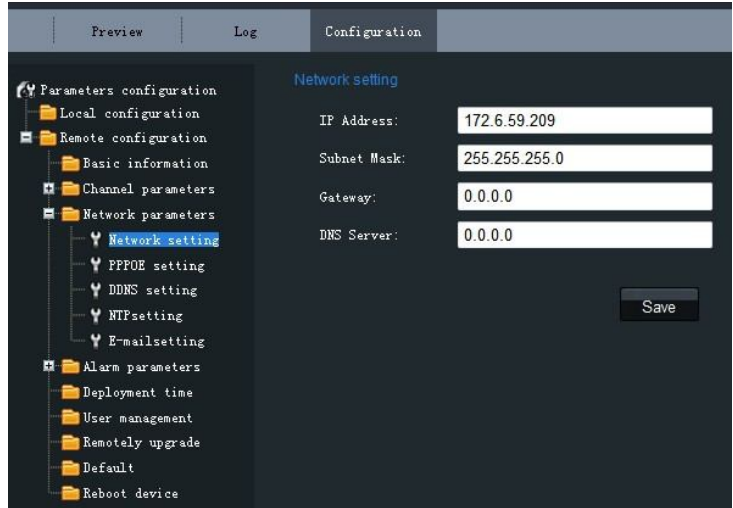 Preview Log Configuration
Parameters configuration
Local configuration
Remote configuration
Basic information
Channel parameters
Network parameters
Network setting
PPPOE setting
DDNS setting
NTPsetting
E-mailsetting
Alarm parameters
Deployment time
User management
Remotely upgrade
Default
Reboot device
Network setting
IP Address: 172.6.59.209
Subnet Mask: 255.255.255.0
Gateway: 0.0.0.0
DNS Server: 0.0.0.0
Save